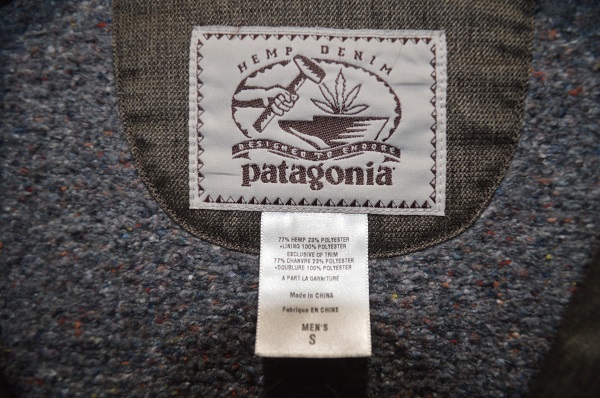 HEMP DENIM
DESIGNED TO ENDURE
patagonia
77% HEMP 23% POLYESTER
•LINING 100% POLYESTER
EXCLUSIVE OF TRIM
77% CHANVRE 23% POLYESTER
•DOUBLURE 100% POLYESTER
A PART LA GARNITURE
Made in CHINA
Fabriqué EN CHINE
MEN'S
S